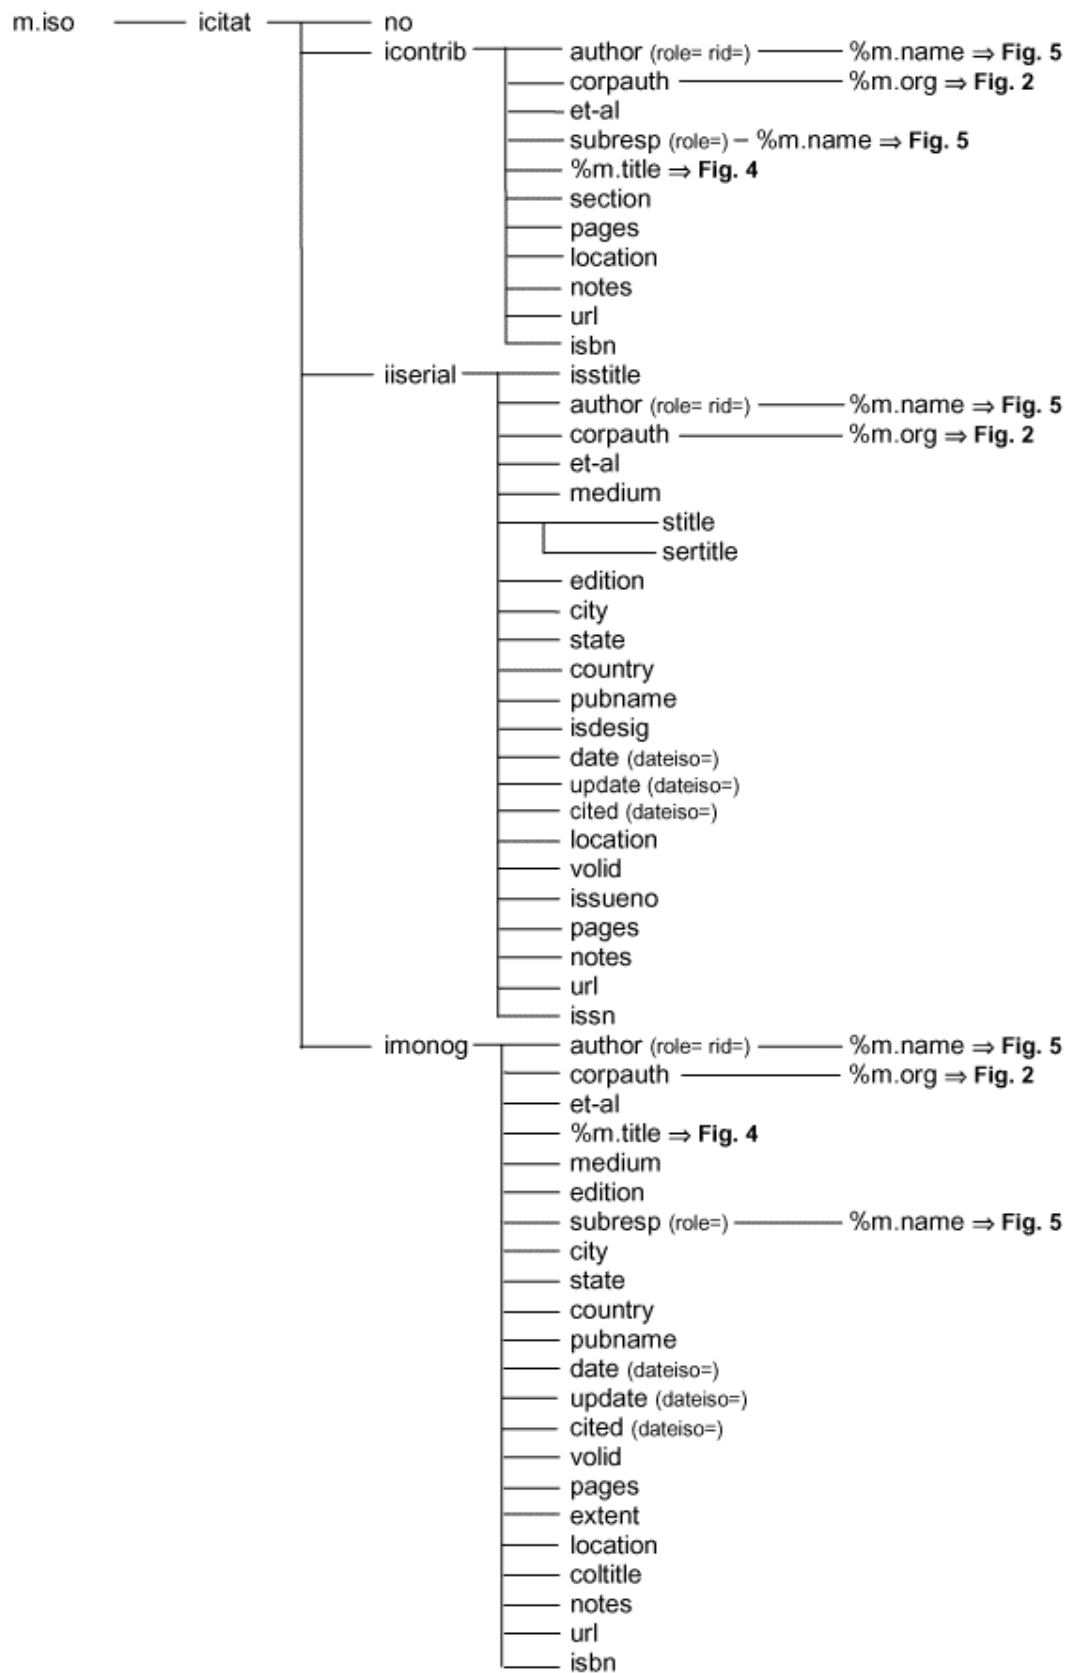 m.iso icitat no
icontrib author (role= rid=) %m.name ⇒ Fig. 5
corpauth %m.org ⇒ Fig. 2
et-al
subresp (role=) – %m.name ⇒ Fig. 5
%m.title ⇒ Fig. 4
section
pages
location
notes
url
isbn
iiserial isstitle
author (role= rid=) %m.name ⇒ Fig. 5
corpauth %m.org ⇒ Fig. 2
et-al
medium
stitle
sertitle
edition
city
state
country
pubname
isdesig
date (dateiso=)
update (dateiso=)
cited (dateiso=)
location
volid
issueno
pages
notes
url
issn
imonog author (role= rid=) %m.name ⇒ Fig. 5
corpauth %m.org ⇒ Fig. 2
et-al
%m.title ⇒ Fig. 4
medium
edition
subresp (role=) %m.name ⇒ Fig. 5
city
state
country
pubname
date (dateiso=)
update (dateiso=)
cited (dateiso=)
volid
pages
extent
location
coltitle
notes
url
isbn